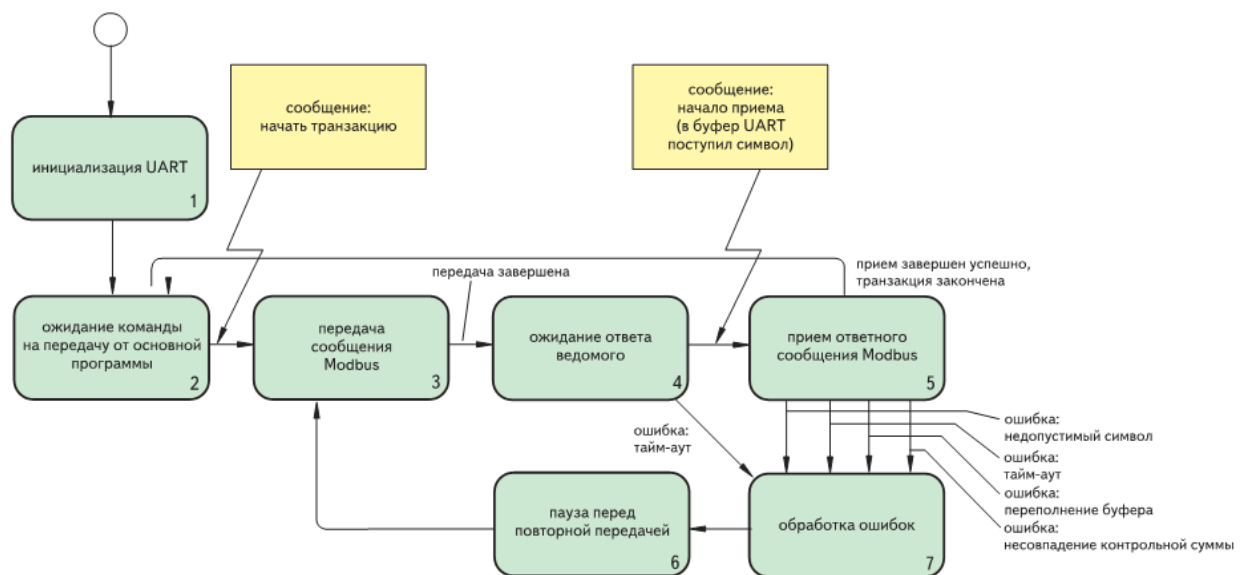 сообщение:
начать транзакцию
сообщение:
начало приема
(в буфер UART
поступил символ)
инициализация UART
1
передача завершена
прием завершен успешно,
транзакция закончена
ожидание команды
на передачу от основной
программы
2
передача
сообщения
Modbus
3
ожидание ответа
ведомого
4
прием ответного
сообщения Modbus
5
ошибка:
тайм-аут
ошибка:
недопустимый символ
ошибка:
тайм-аут
ошибка:
переполнение буфера
ошибка:
несовпадение контрольной суммы
пауза перед
повторной передачей
6
обработка ошибок
7